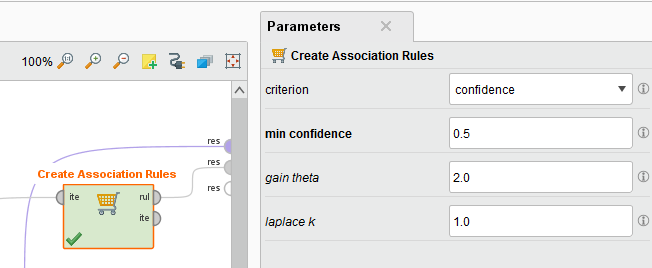 Parameters
100%
Create Association Rules
criterion
confidence
min confidence
0.5
gain theta
2.0
laplace k
1.0
res
res
res
Create Association Rules
ite
rul
ite